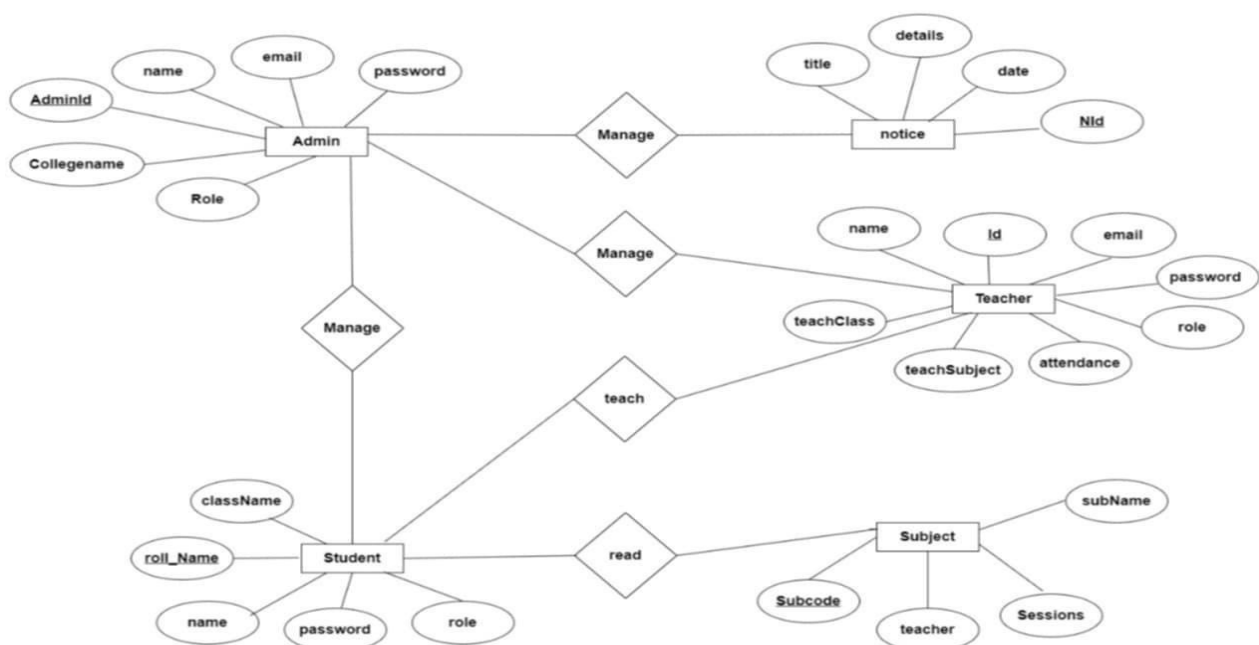 details
email
title
name
password
date
AdminId
NId
Admin
Manage
notice
Collegename
Role
name
Id
email
Manage
password
Teacher
teachClass
Manage
role
teachSubject
attendance
teach
className
subName
roll_Name
Student
read
Subject
Subcode
Sessions
name
password
role
teacher